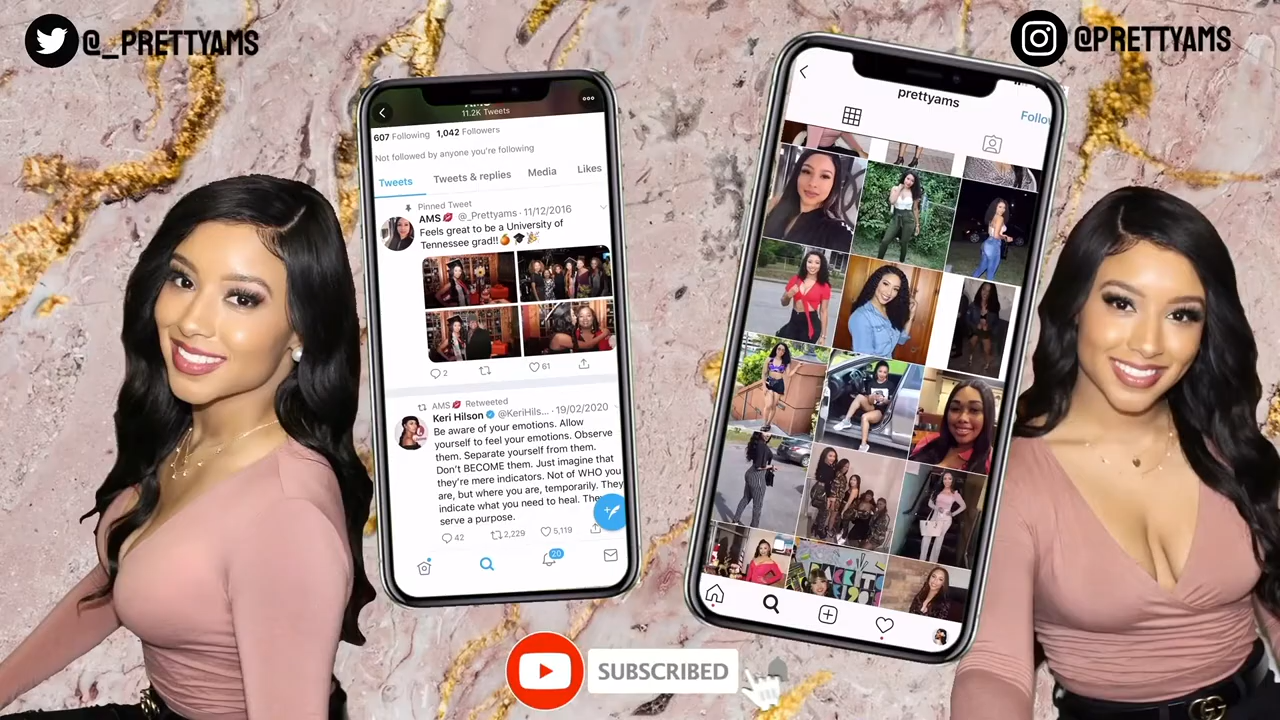 @_PRETTYAMS
@PRETTYAMS
11.2K Tweets
607 Following 1,042 Followers
Not followed by anyone you're following
Tweets Tweets & replies Media Likes
Pinned Tweet
AMS💋 @_Prettyams · 11/12/2016
Feels great to be a University of
Tennessee grad!!🍊🎓🎉
2 61
AMS💋 Retweeted
Keri Hilson @KeriHils... · 19/02/2020
Be aware of your emotions. Allow
yourself to feel your emotions. Observe
them. Separate yourself from them.
Don't BECOME them. Just imagine that
they're mere indicators. Not of WHO you
are, but where you are, temporarily. They
indicate what you need to heal. They
serve a purpose.
42 2,229 5,119
20
prettyams
Follow
SUBSCRIBED